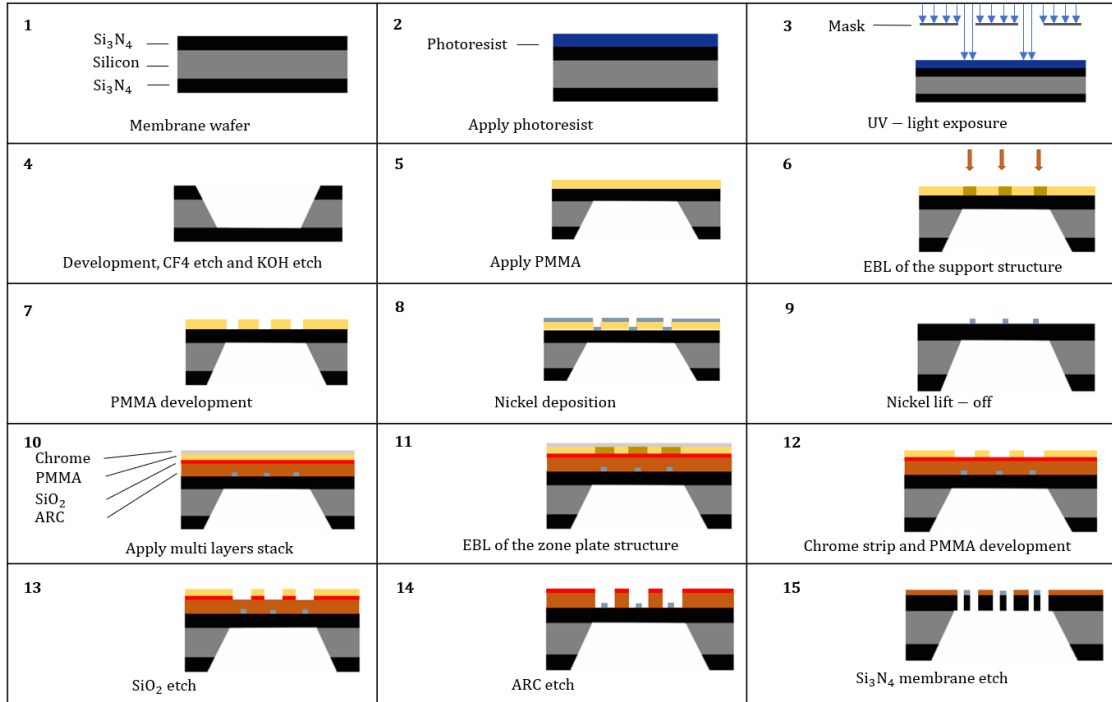 1
Si₃N₄
Silicon
Si₃N₄
Membrane wafer
2
Photoresist
Apply photoresist
3
Mask
UV − light exposure
4
Development, CF4 etch and KOH etch
5
Apply PMMA
6
EBL of the support structure
7
PMMA development
8
Nickel deposition
9
Nickel lift − off
10
Chrome
PMMA
SiO₂
ARC
Apply multi layers stack
11
EBL of the zone plate structure
12
Chrome strip and PMMA development
13
SiO₂ etch
14
ARC etch
15
Si₃N₄ membrane etch